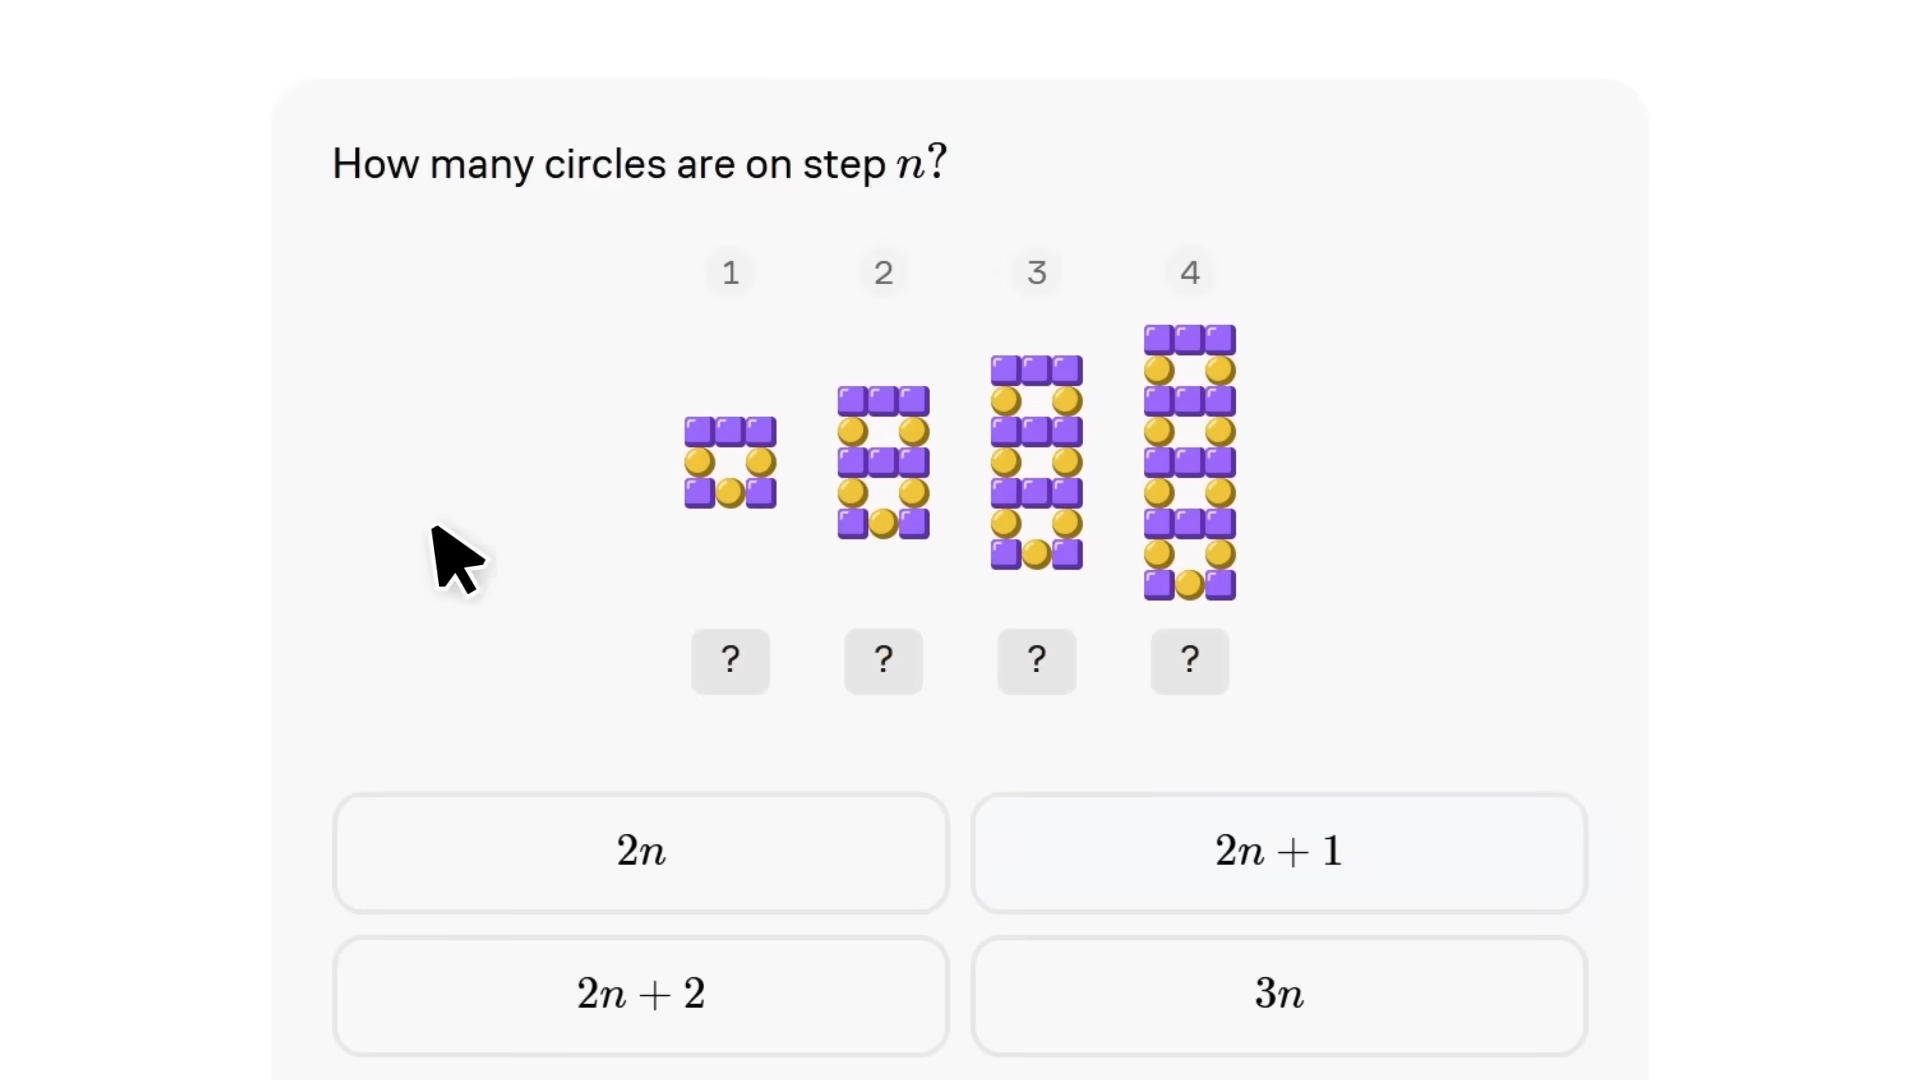 How many circles are on step n?
1 2 3 4
? ? ? ?
2n 2n + 1
2n + 2 3n